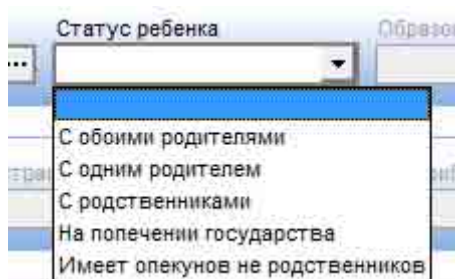 Статус ребенка
...
С обоими родителями
С одним родителем
С родственниками
На попечении государства
Имеет опекунов не родственников